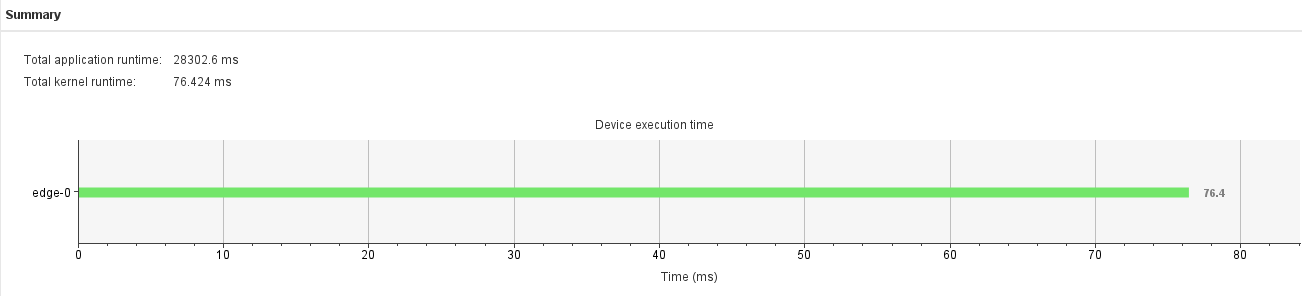 Summary
Total application runtime: 28302.6 ms
Total kernel runtime: 76.424 ms
Device execution time
edge-0
76.4
0 10 20 30 40 50 60 70 80
Time (ms)